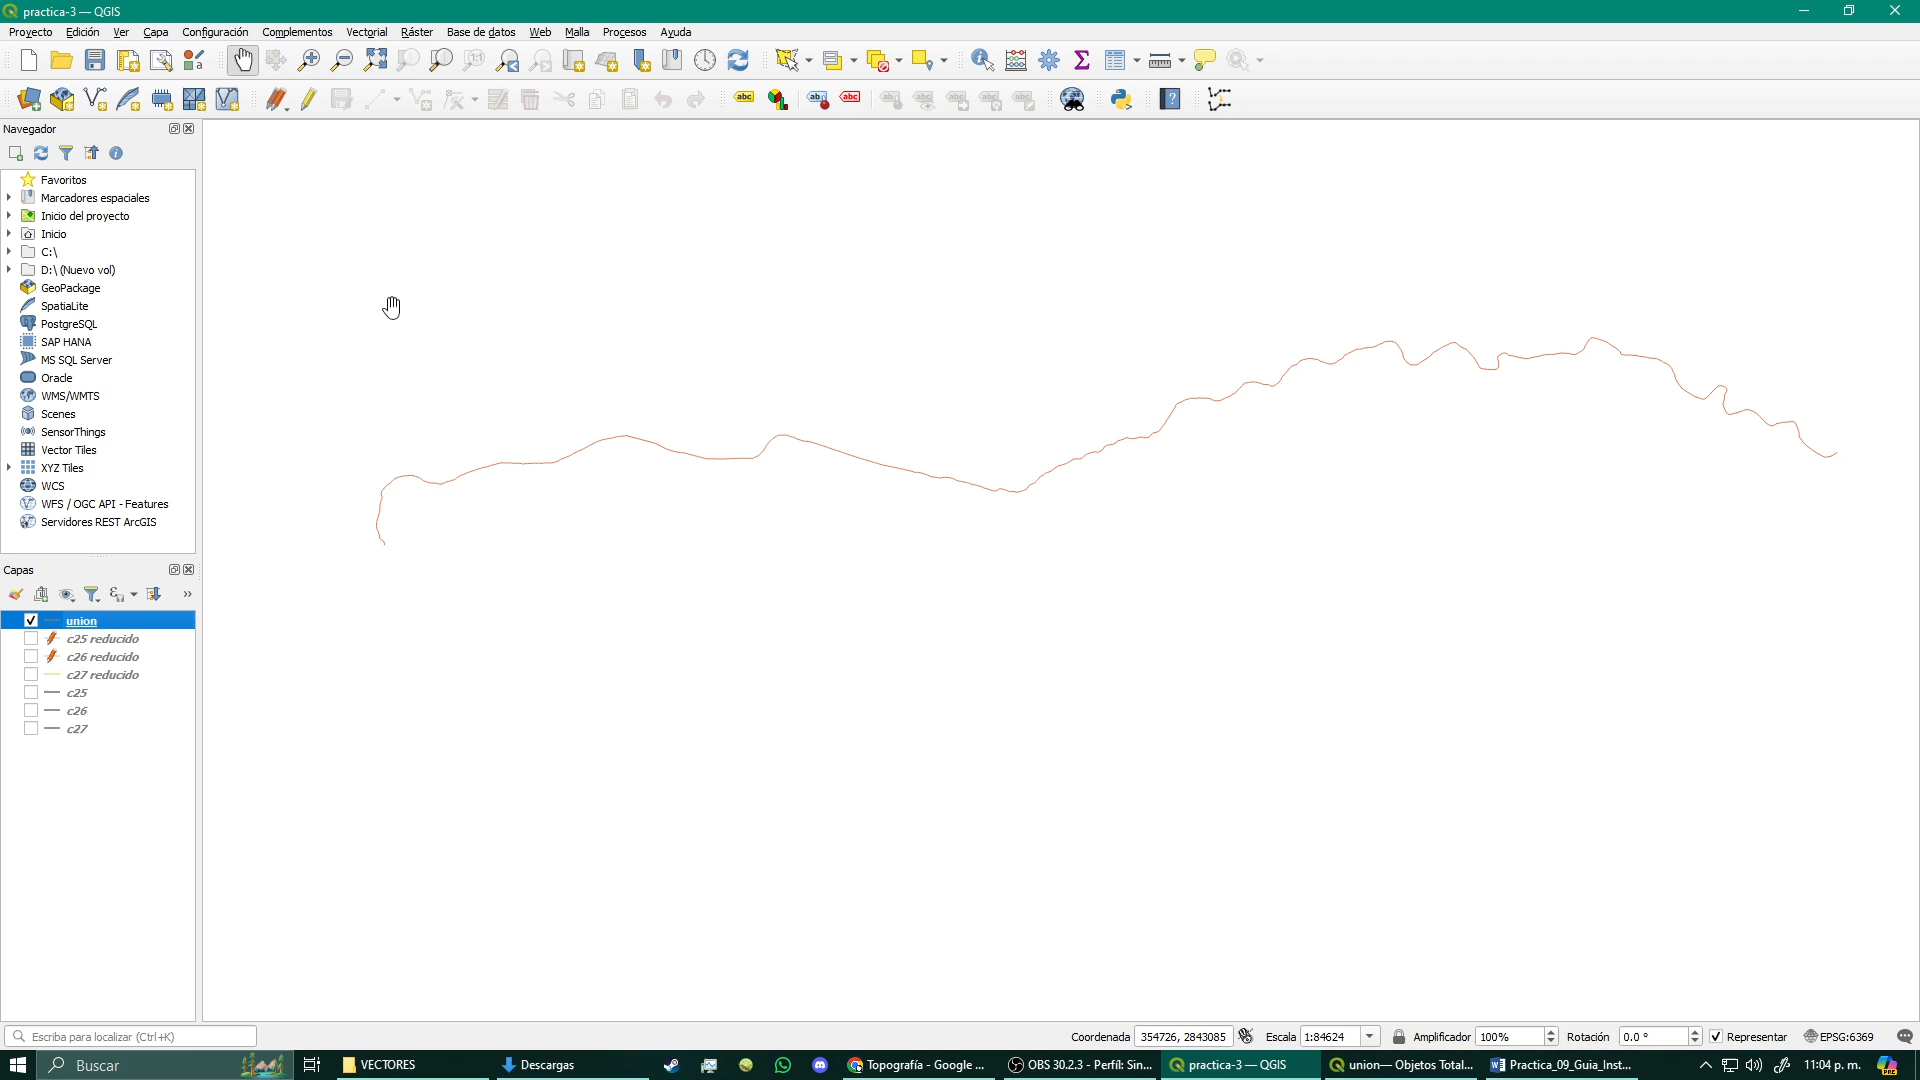 practica-3 — QGIS
Proyecto Edición Ver Capa Configuración Complementos Vectorial Ráster Base de datos Web Malla Procesos Ayuda
abc ab abc ab
Navegador
Favoritos
Marcadores espaciales
Inicio del proyecto
Inicio
C:\
D:\ (Nuevo vol)
GeoPackage
SpatiaLite
PostgreSQL
SAP HANA
MS SQL Server
Oracle
WMS/WMTS
Scenes
SensorThings
Vector Tiles
XYZ Tiles
WCS
WFS / OGC API - Features
Servidores REST ArcGIS
Capas
union
c25 reducido
c26 reducido
c27 reducido
c25
c26
c27
Escriba para localizar (Ctrl+K)
Coordenada 354726, 2843085 Escala 1:84624 Amplificador 100% Rotación 0.0 ° Representar EPSG:6369
Buscar VECTORES Descargas Topografía - Google ... OBS 30.2.3 - Perfil: Sin... practica-3 — QGIS union— Objetos Total... Practica_09_Guia_Inst... 11:04 p. m.